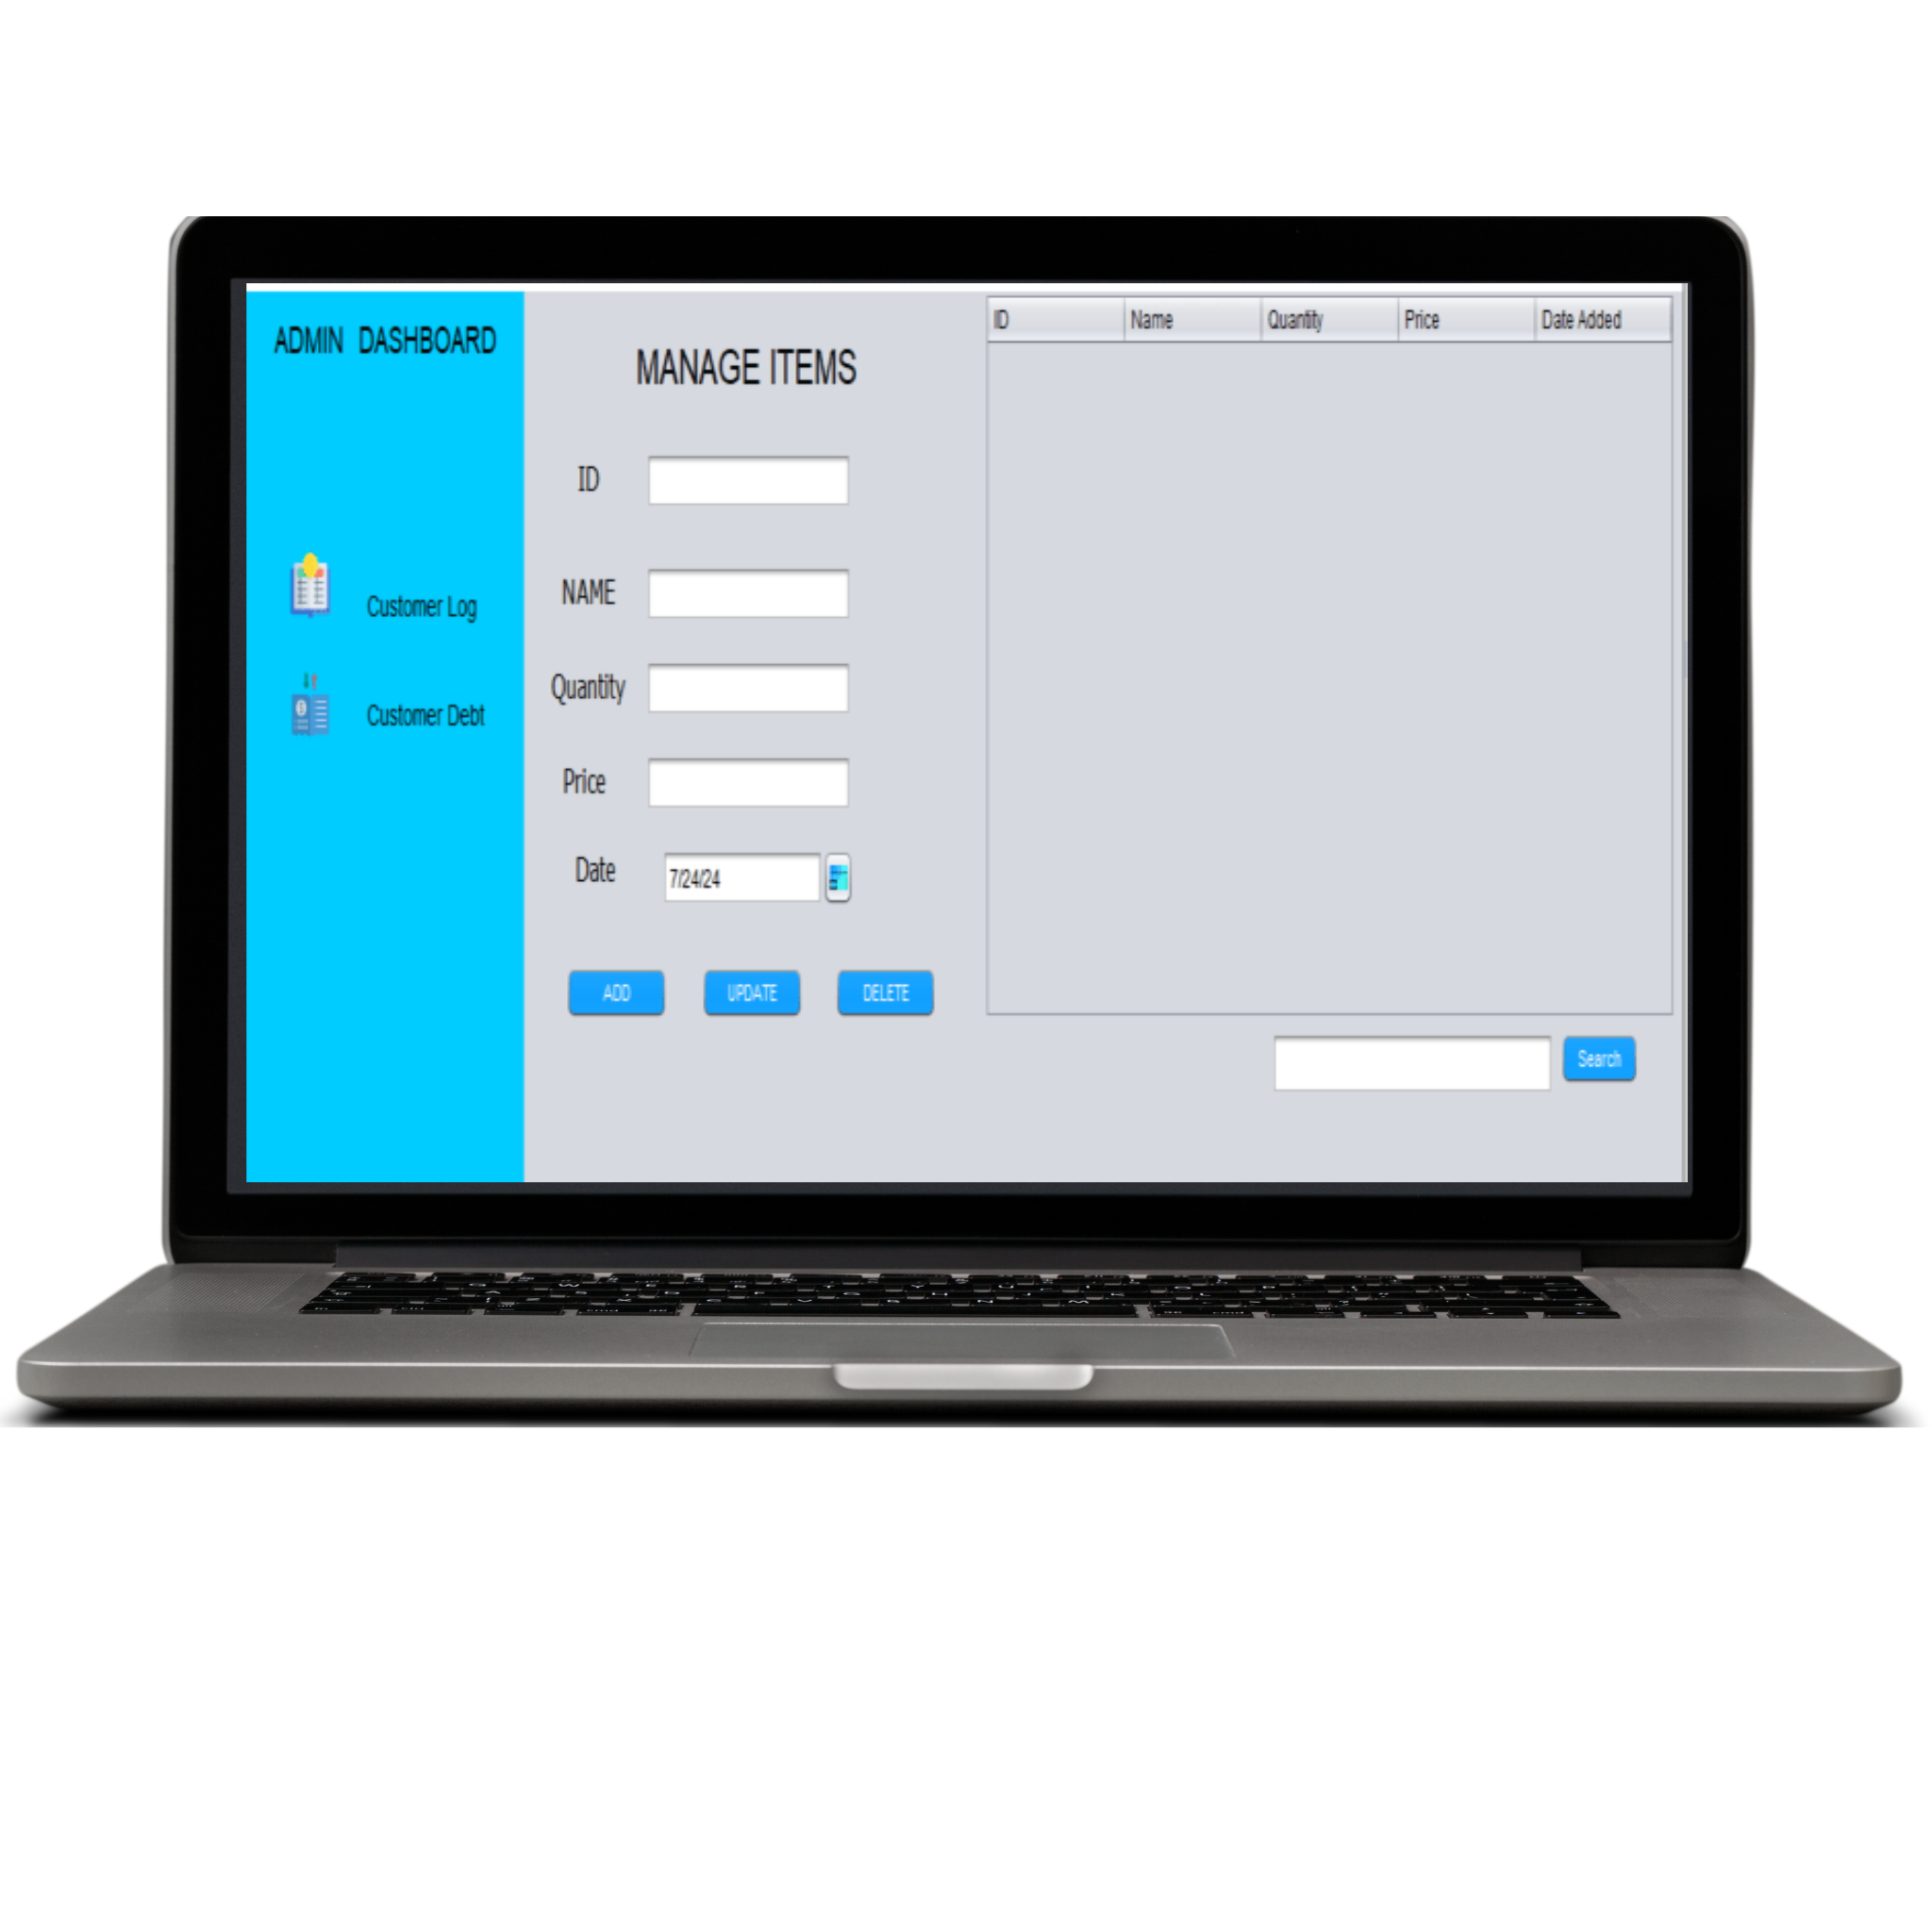 ADMIN DASHBOARD
Customer Log
Customer Debt
MANAGE ITEMS
ID
NAME
Quantity
Price
Date
7/24/24
ADD UPDATE DELETE
ID Name Quantity Price Date Added
Search